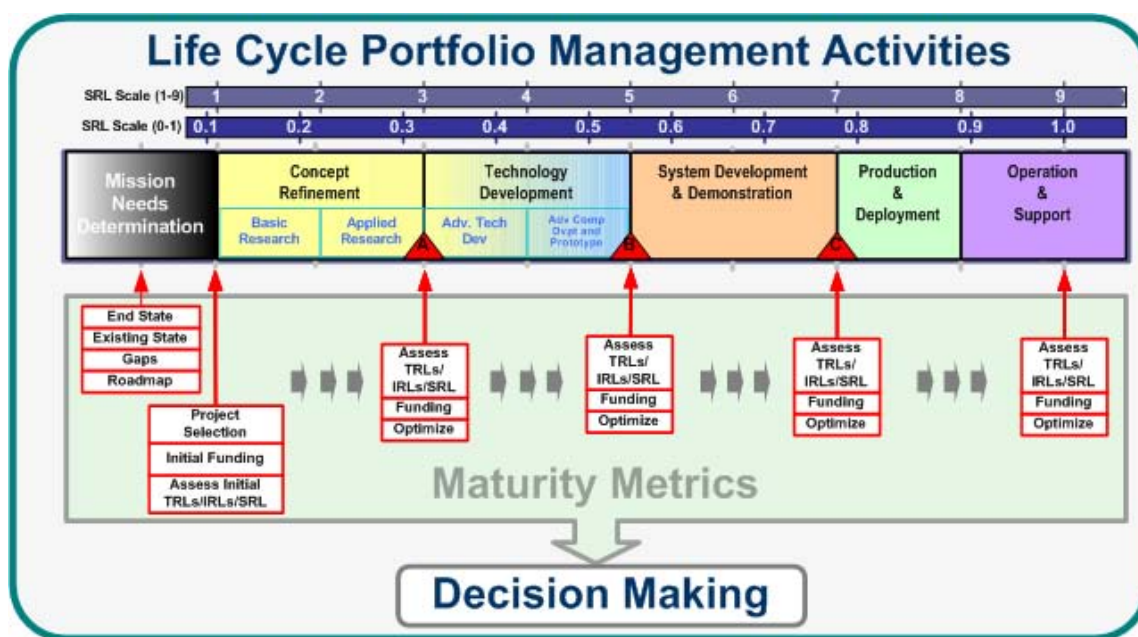 Life Cycle Portfolio Management Activities
SRL Scale (1-9) 1 2 3 4 5 6 7 8 9
SRL Scale (0-1) 0.1 0.2 0.3 0.4 0.5 0.6 0.7 0.8 0.9 1.0
Mission
Needs
Determination
Concept
Refinement
Basic
Research
Applied
Research
Technology
Development
Adv. Tech
Dev
Adv Comp
Dvpt and
Prototype
System Development
& Demonstration
Production
&
Deployment
Operation
&
Support
A
B
C
End State
Existing State
Gaps
Roadmap
Project
Selection
Initial Funding
Assess Initial
TRLs/IRLs/SRL
Assess
TRLs/
IRLs/SRL
Funding
Optimize
Assess
TRLs/
IRLs/SRL
Funding
Optimize
Assess
TRLs/
IRLs/SRL
Funding
Optimize
Assess
TRLs/
IRLs/SRL
Funding
Optimize
Maturity Metrics
Decision Making